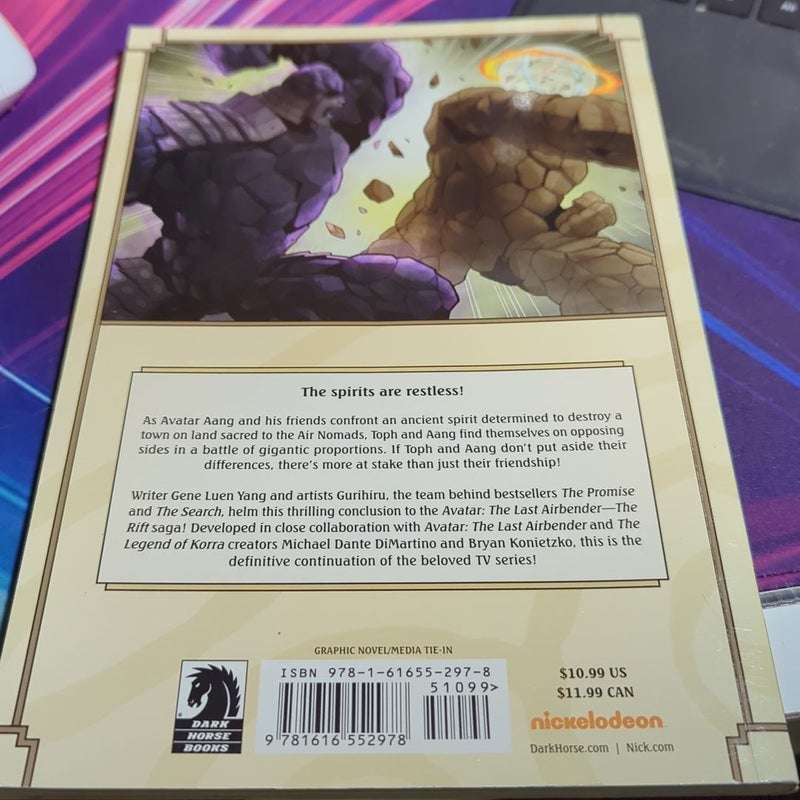 The spirits are restless!
As Avatar Aang and his friends confront an ancient spirit determined to destroy a
town on land sacred to the Air Nomads, Toph and Aang find themselves on opposing
sides in a battle of gigantic proportions. If Toph and Aang don't put aside their
differences, there's more at stake than just their friendship!
Writer Gene Luen Yang and artists Gurihiru, the team behind bestsellers The Promise
and The Search, helm this thrilling conclusion to the Avatar: The Last Airbender—The
Rift saga! Developed in close collaboration with Avatar: The Last Airbender and The
Legend of Korra creators Michael Dante DiMartino and Bryan Konietzko, this is the
definitive continuation of the beloved TV series!
GRAPHIC NOVEL/MEDIA TIE-IN
DARK
HORSE
BOOKS
ISBN 978-1-61655-297-8
51099>
9 781616 552978
$10.99 US
$11.99 CAN
nickelodeon
DarkHorse.com | Nick.com